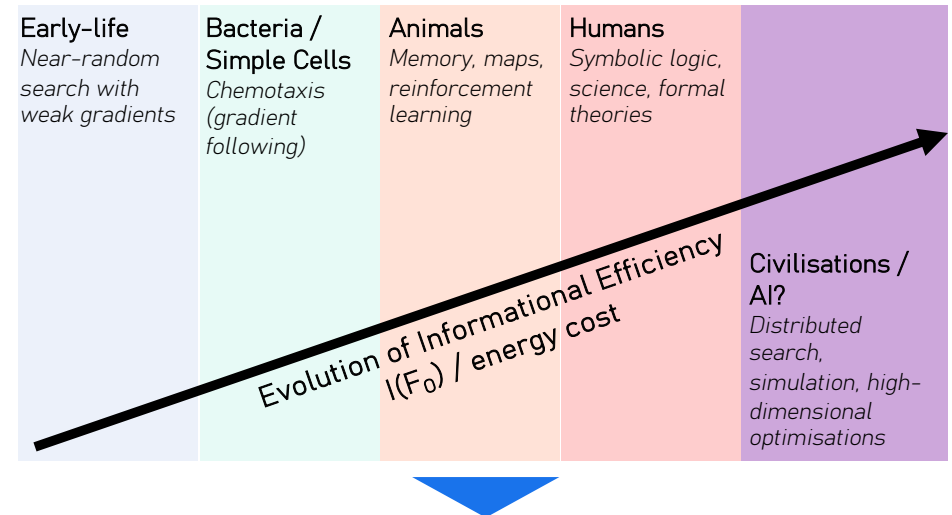 Early-life
Near-random
search with
weak gradients
Bacteria /
Simple Cells
Chemotaxis
(gradient
following)
Animals
Memory, maps,
reinforcement
learning
Humans
Symbolic logic,
science, formal
theories
Civilisations /
AI?
Distributed
search,
simulation, high-
dimensional
optimisations
Evolution of Informational Efficiency
I(F₀) / energy cost